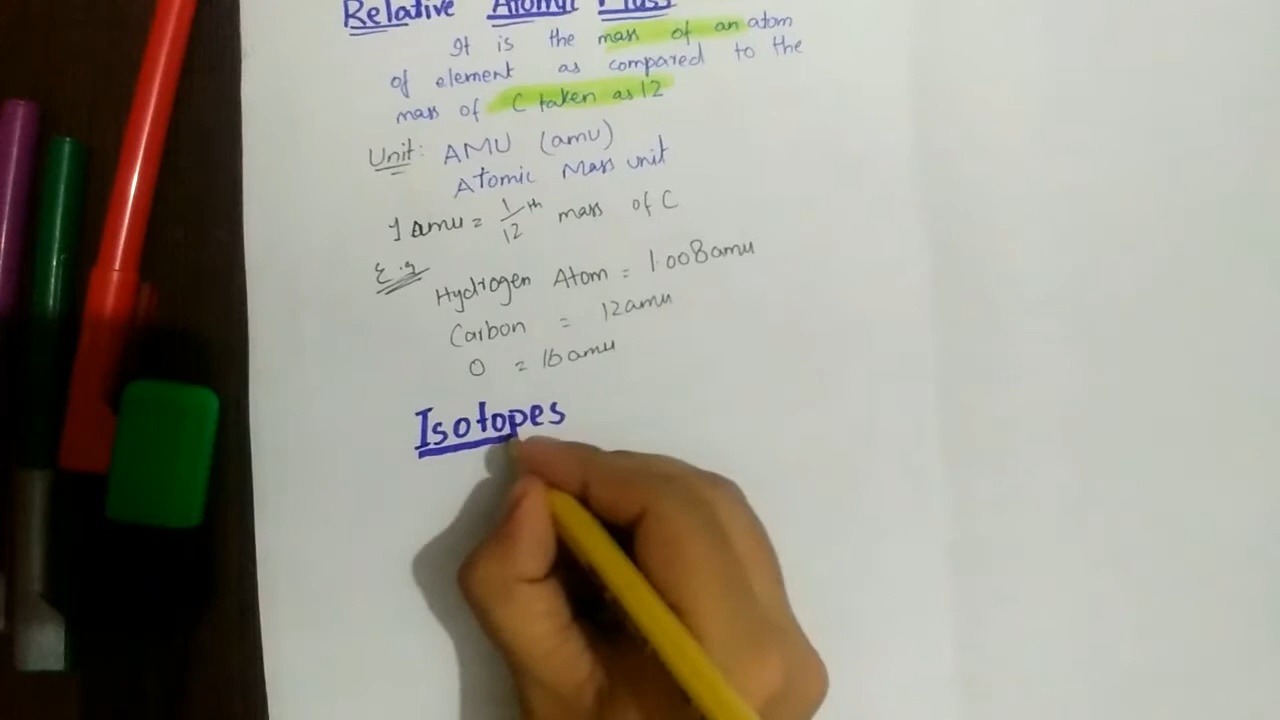 Relative Atomic Mass
It is the mass of an atom
of element as compared to the
mass of C taken as 12
Unit: AMU (amu)
Atomic Mass unit
1 amu = 1/12 th mass of C
E.g
Hydrogen Atom = 1.008amu
Carbon = 12amu
O = 16amu
Isotopes